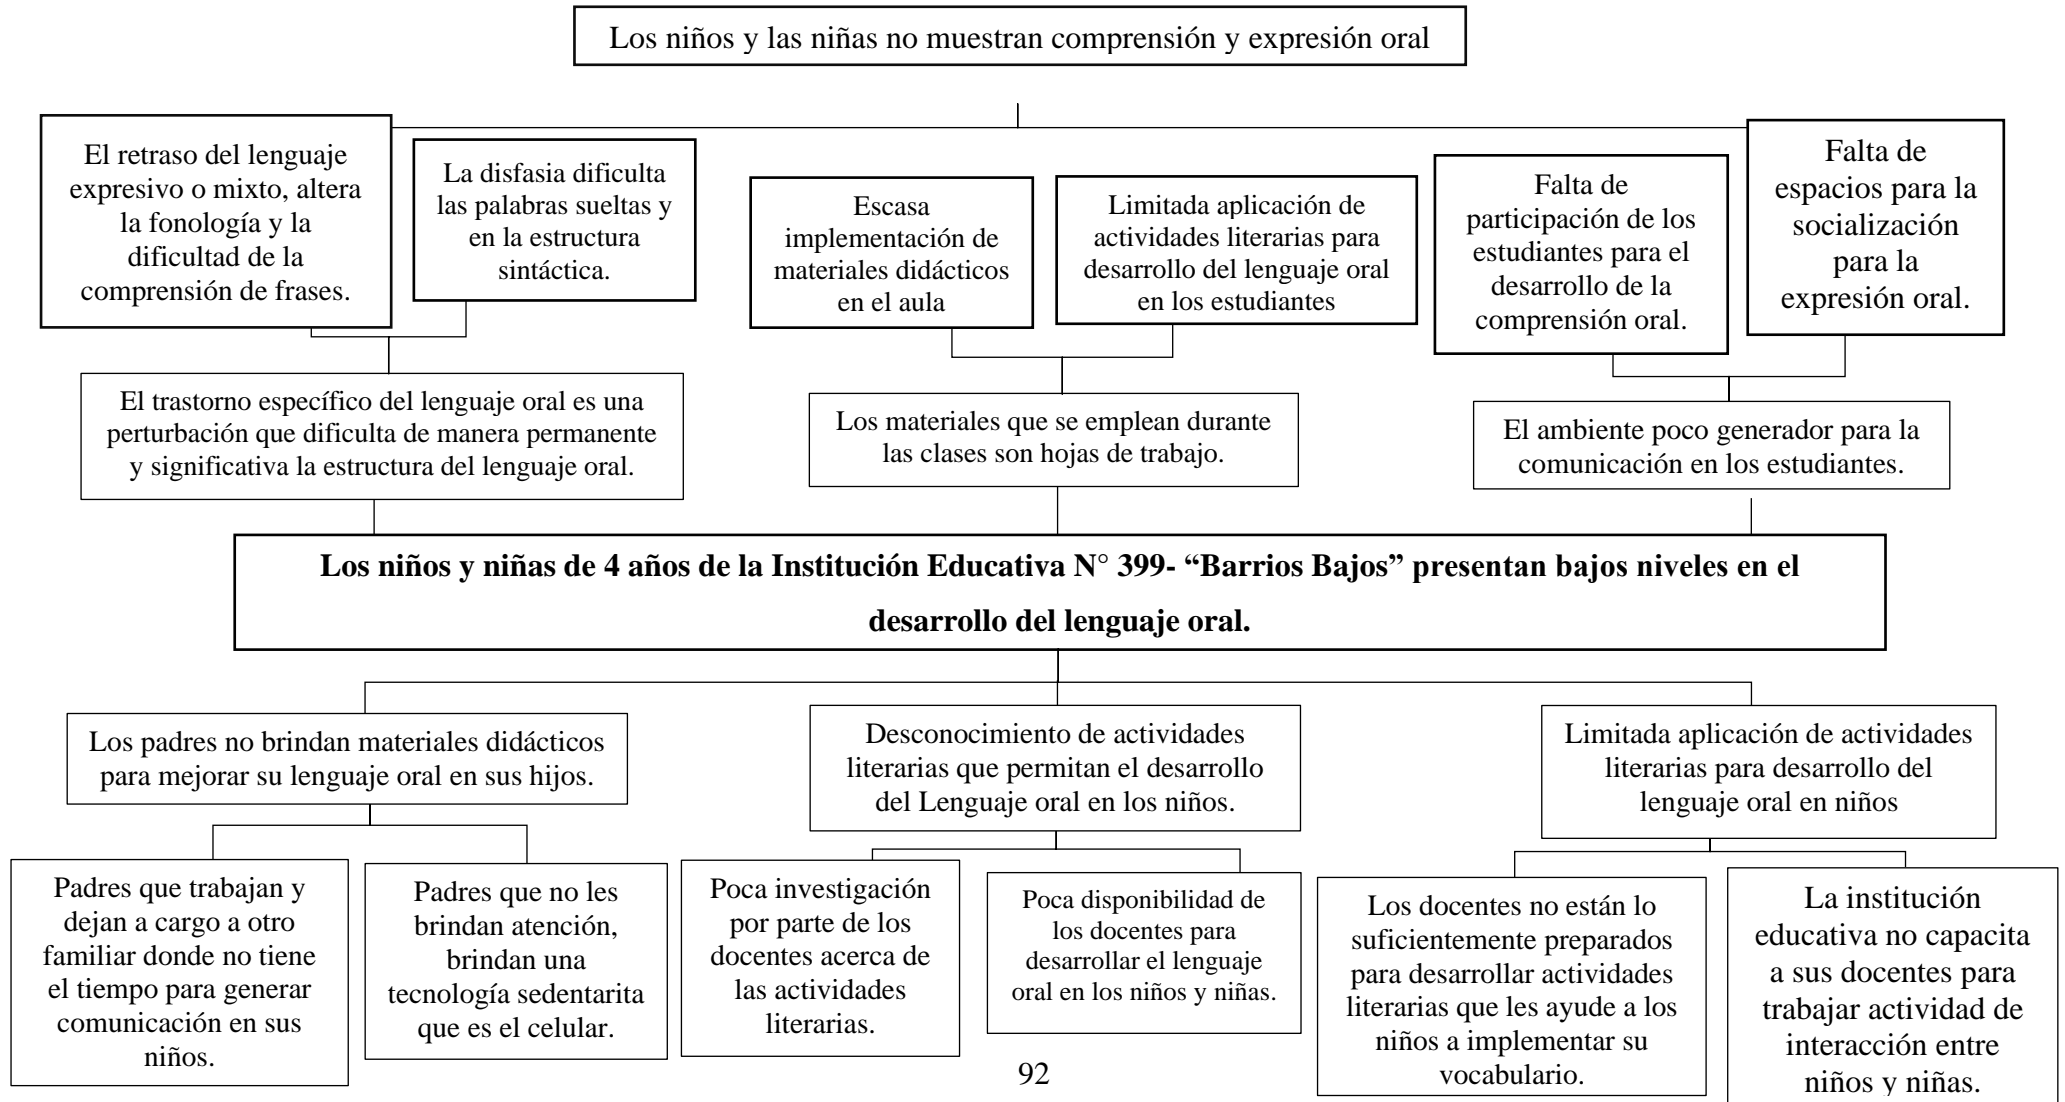 Los niños y las niñas no muestran comprensión y expresión oral
El retraso del lenguaje
expresivo o mixto, altera
la fonología y la
dificultad de la
comprensión de frases.
La disfasia dificulta
las palabras sueltas y
en la estructura
sintáctica.
Escasa
implementación de
materiales didácticos
en el aula
Limitada aplicación de
actividades literarias para
desarrollo del lenguaje oral
en los estudiantes
Falta de
participación de los
estudiantes para el
desarrollo de la
comprensión oral.
Falta de
espacios para la
socialización
para la
expresión oral.
El trastorno específico del lenguaje oral es una
perturbación que dificulta de manera permanente
y significativa la estructura del lenguaje oral.
Los materiales que se emplean durante
las clases son hojas de trabajo.
El ambiente poco generador para la
comunicación en los estudiantes.
Los niños y niñas de 4 años de la Institución Educativa N° 399- “Barrios Bajos” presentan bajos niveles en el
desarrollo del lenguaje oral.
Los padres no brindan materiales didácticos
para mejorar su lenguaje oral en sus hijos.
Desconocimiento de actividades
literarias que permitan el desarrollo
del Lenguaje oral en los niños.
Limitada aplicación de actividades
literarias para desarrollo del
lenguaje oral en niños
Padres que trabajan y
dejan a cargo a otro
familiar donde no tiene
el tiempo para generar
comunicación en sus
niños.
Padres que no les
brindan atención,
brindan una
tecnología sedentarita
que es el celular.
Poca investigación
por parte de los
docentes acerca de
las actividades
literarias.
Poca disponibilidad de
los docentes para
desarrollar el lenguaje
oral en los niños y niñas.
Los docentes no están lo
suficientemente preparados
para desarrollar actividades
literarias que les ayude a los
niños a implementar su
vocabulario.
La institución
educativa no capacita
a sus docentes para
trabajar actividad de
interacción entre
niños y niñas.
92